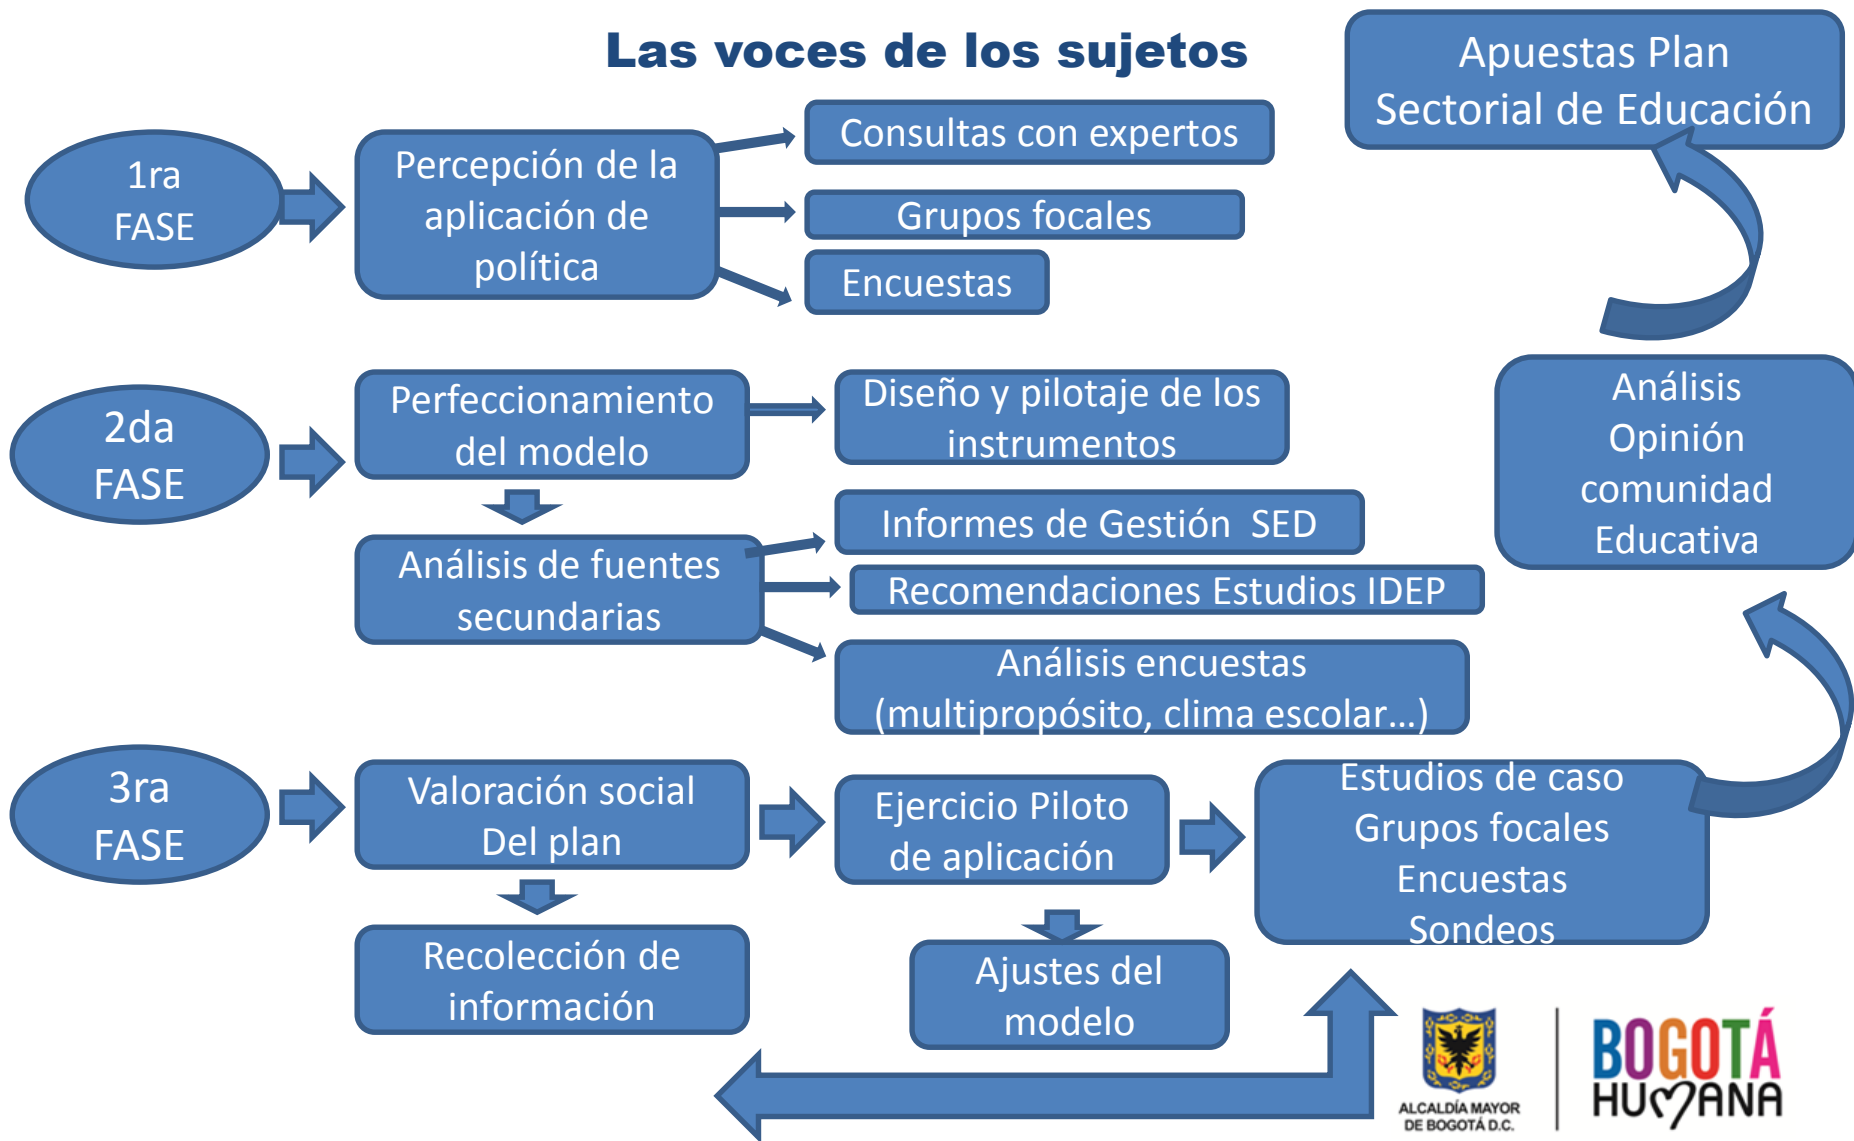 Las voces de los sujetos
Apuestas Plan
Sectorial de Educación
1ra
FASE
Percepción de la
aplicación de
política
Consultas con expertos
Grupos focales
Encuestas
2da
FASE
Perfeccionamiento
del modelo
Diseño y pilotaje de los
instrumentos
Análisis de fuentes
secundarias
Informes de Gestión SED
Recomendaciones Estudios IDEP
Análisis encuestas
(multipropósito, clima escolar...)
Análisis
Opinión
comunidad
Educativa
3ra
FASE
Valoración social
Del plan
Recolección de
información
Ejercicio Piloto
de aplicación
Ajustes del
modelo
Estudios de caso
Grupos focales
Encuestas
Sondeos
ALCALDÍA MAYOR
DE BOGOTÁ D.C.
BOGOTÁ
HUMANA